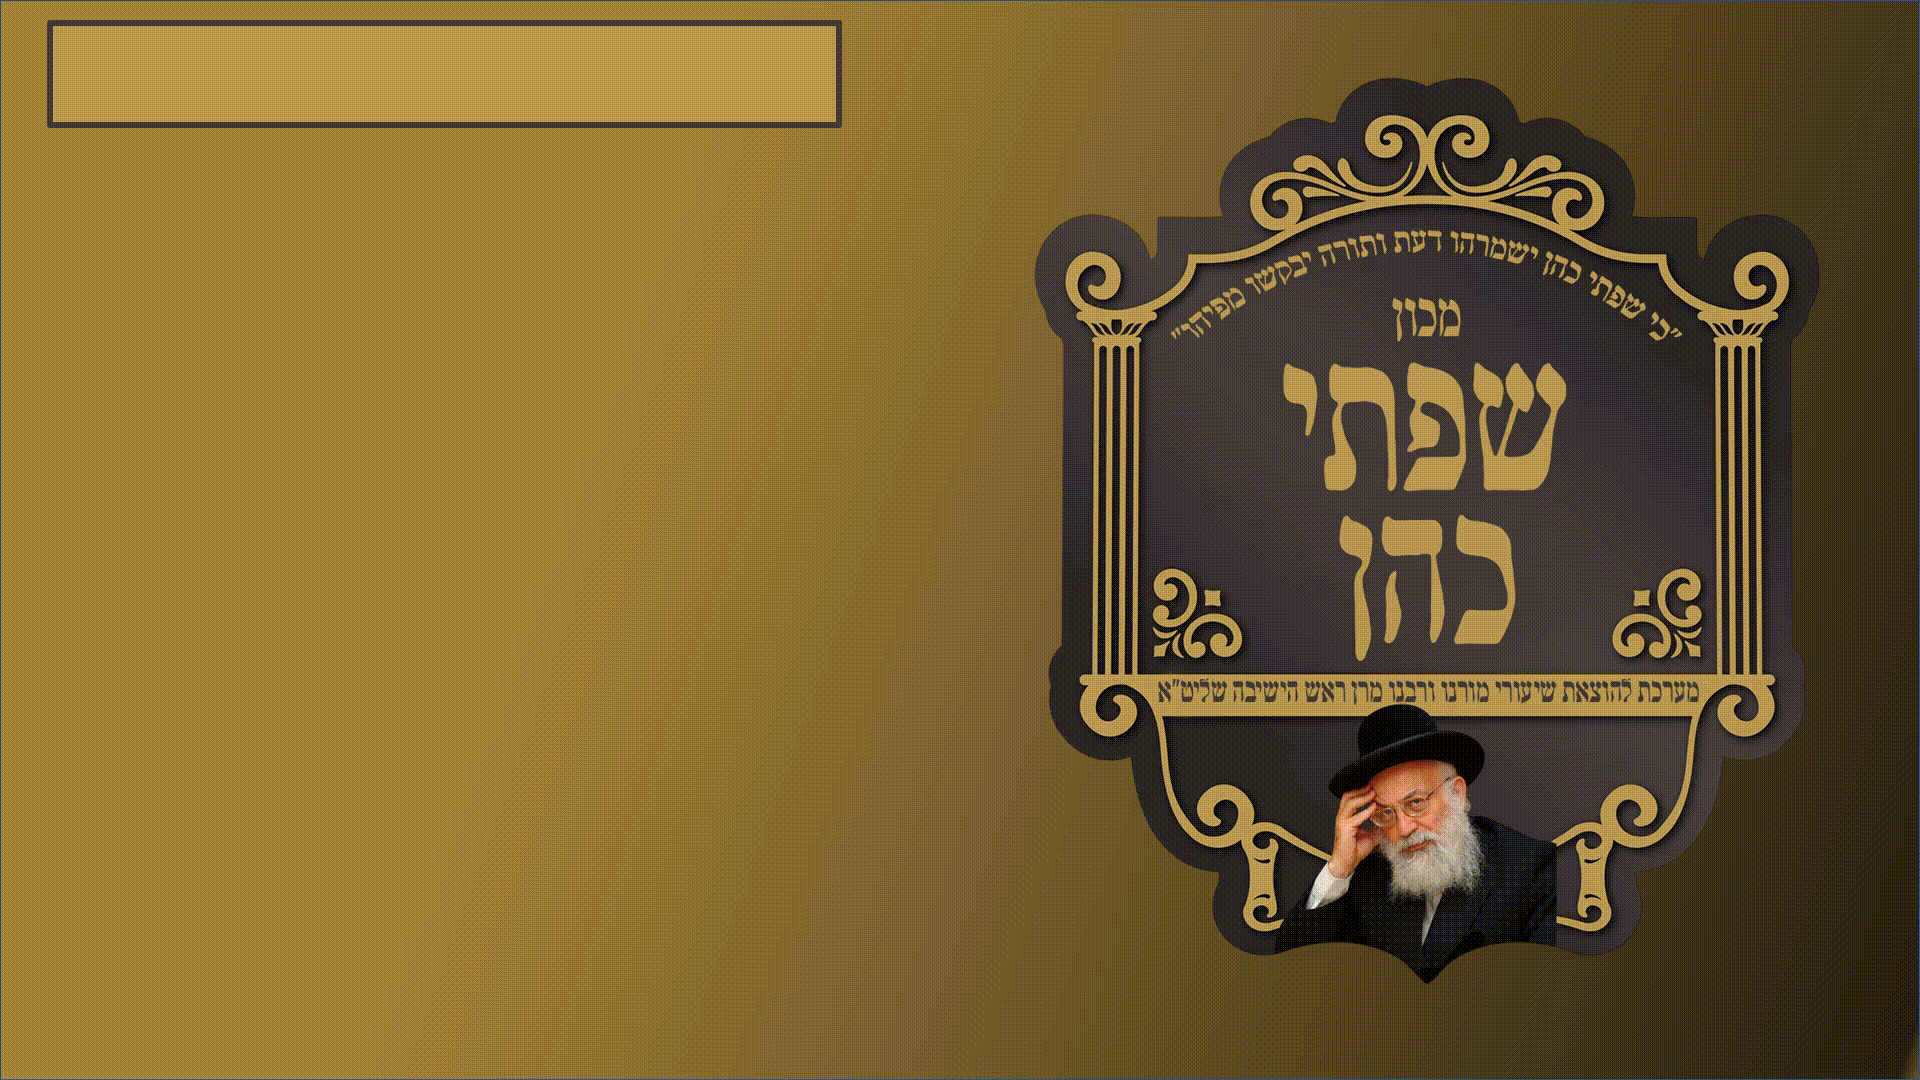 "כי שפתי כהן ישמרהו דעת ותורה יבקשו מפיהו"
מכון
שפתי
כהן
מערכת להוצאת שיעורי מורנו ורבנו מרן ראש הישיבה שליט"א